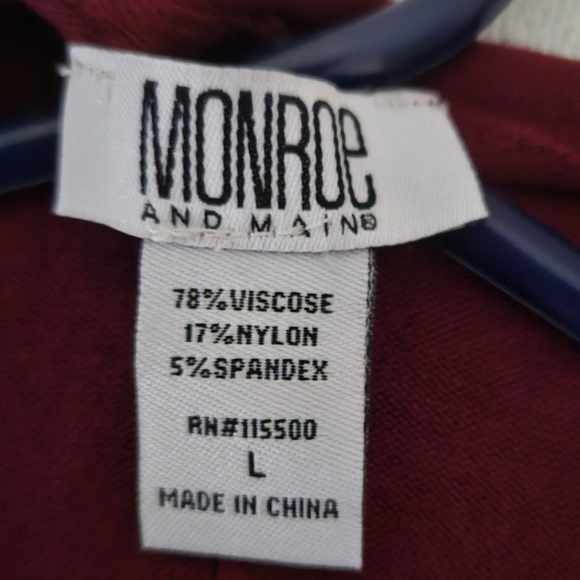 MONROe
AND MAIN®
78%VISCOSE
17%NYLON
5%SPANDEX
RN#115500
L
MADE IN CHINA